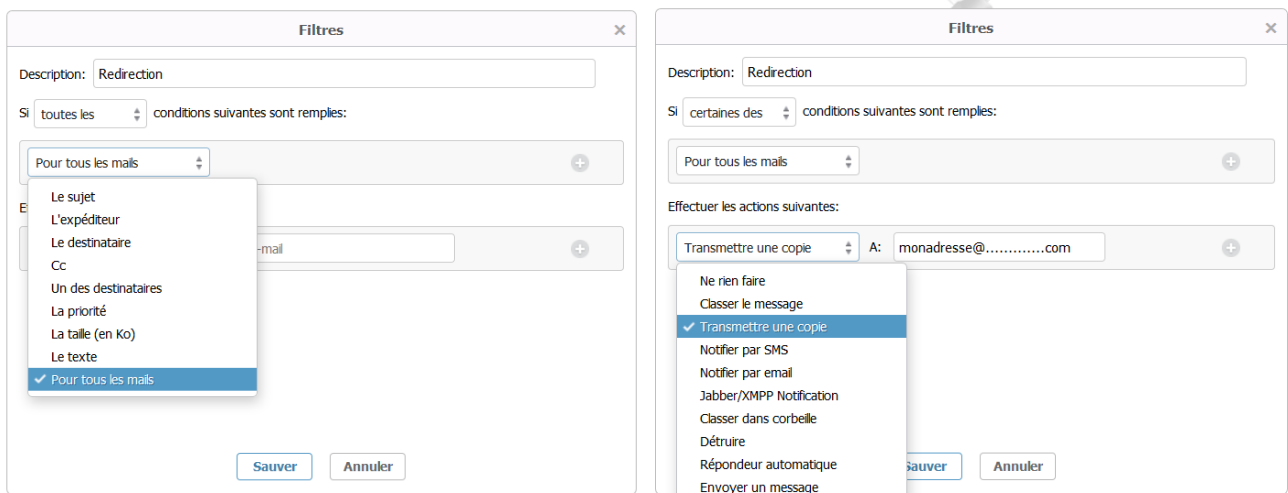 Filtres ×
Description: Redirection
Si toutes les conditions suivantes sont remplies:
Pour tous les mails
Le sujet
L'expéditeur
Le destinataire
Cc
Un des destinataires
La priorité
La taille (en Ko)
Le texte
Pour tous les mails
-mail
Sauver Annuler
Filtres ×
Description: Redirection
Si certaines des conditions suivantes sont remplies:
Pour tous les mails
Effectuer les actions suivantes:
Transmettre une copie A: monadresse@.............com
Ne rien faire
Classer le message
Transmettre une copie
Notifier par SMS
Notifier par email
Jabber/XMPP Notification
Classer dans corbeille
Détruire
Répondeur automatique
Envoyer un message
Sauver Annuler